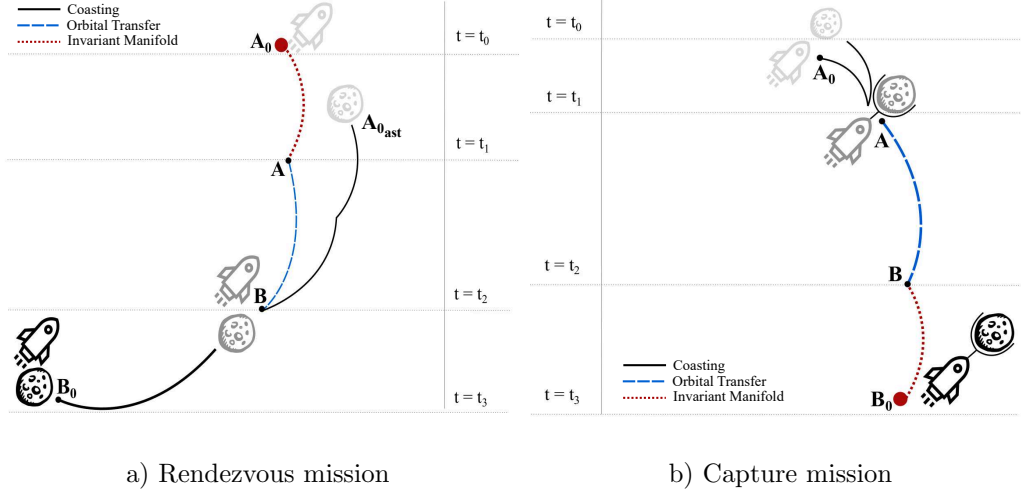 Coasting
Orbital Transfer
Invariant Manifold
A₀
t = t₀
A₀ₐₛₜ
A
t = t₁
B
t = t₂
B₀
t = t₃
a) Rendezvous mission
t = t₀
A₀
t = t₁
A
t = t₂
B
Coasting
Orbital Transfer
Invariant Manifold
B₀
t = t₃
b) Capture mission